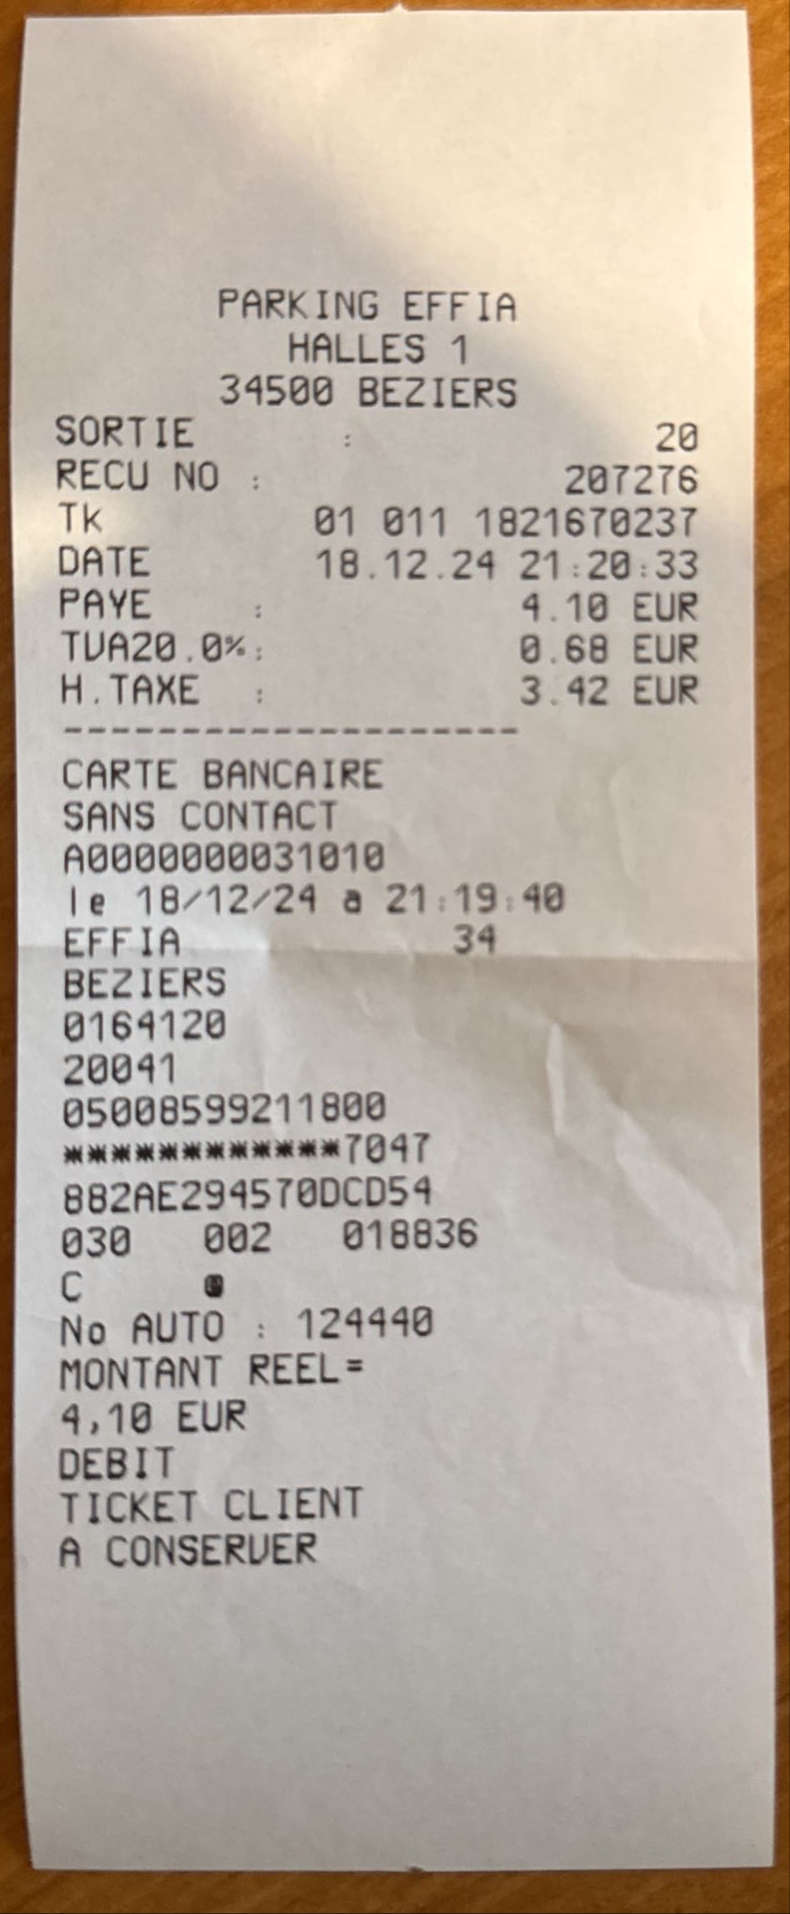 PARKING EFFIA
HALLES 1
34500 BEZIERS
SORTIE : 20
RECU NO : 207276
Tk 01 011 1821670237
DATE 18.12.24 21:20:33
PAYE : 4.10 EUR
TVA20.0%: 0.68 EUR
H.TAXE : 3.42 EUR
--------------------
CARTE BANCAIRE
SANS CONTACT
A0000000031010
le 18/12/24 a 21:19:40
EFFIA 34
BEZIERS
0164120
20041
05008599211800
************7047
882AE294570DCD54
030 002 018836
C @
No AUTO : 124440
MONTANT REEL=
4,10 EUR
DEBIT
TICKET CLIENT
A CONSERVER